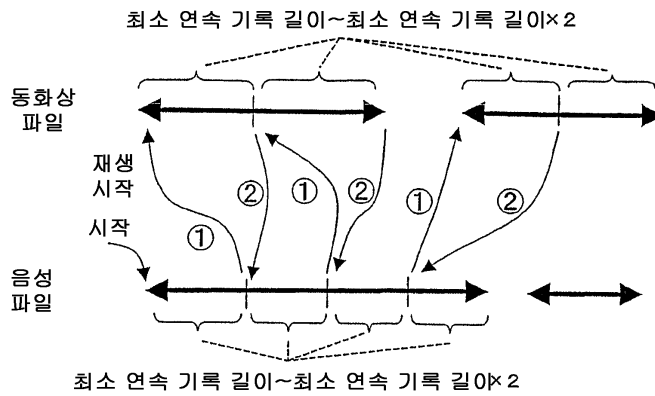 최소 연속 기록 길이~최소 연속 기록 길이×2
동화상
파일
재생
시작
② ① ② ① ②
시작
①
음성
파일
최소 연속 기록 길이~최소 연속 기록 길이×2